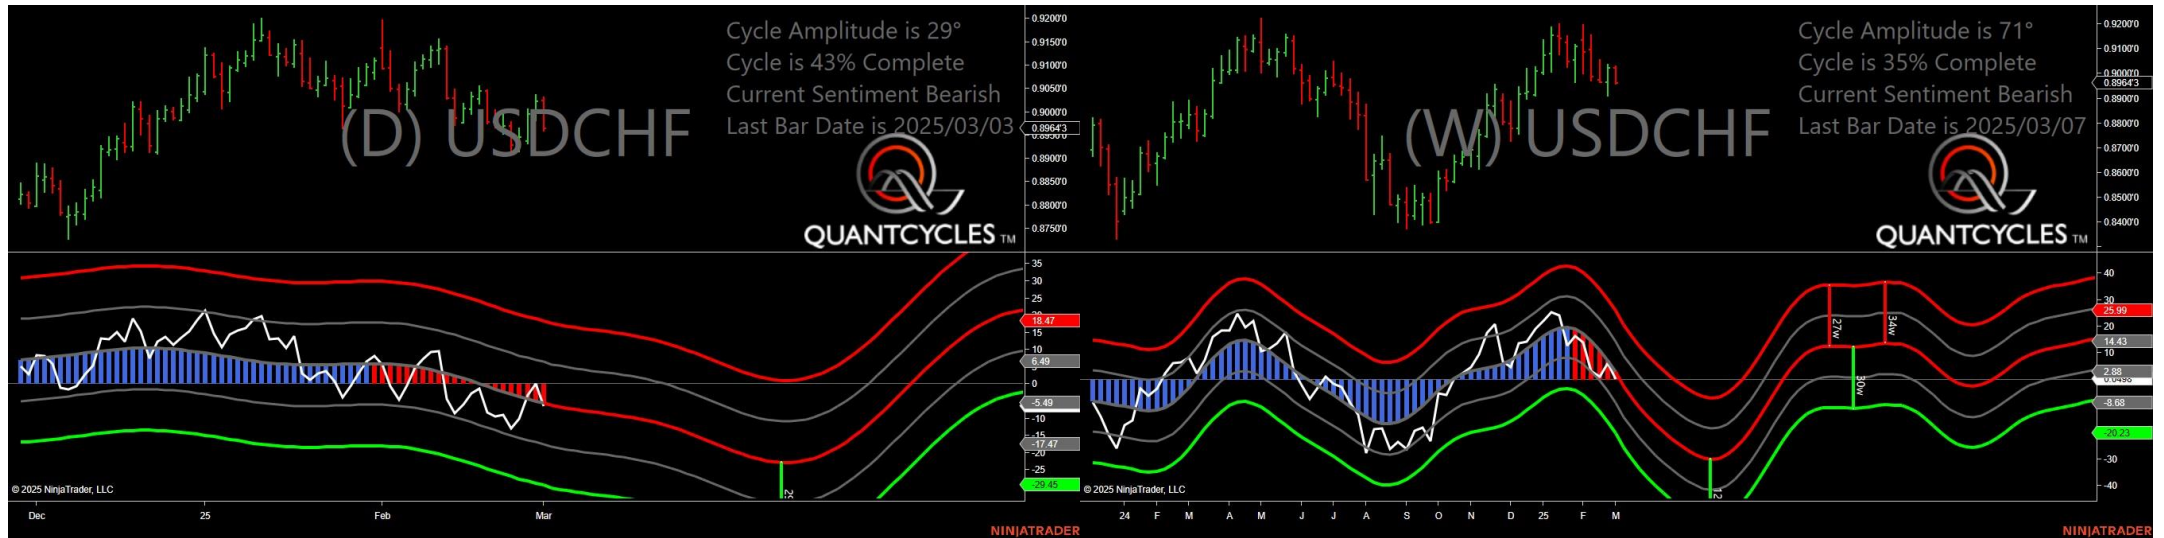 Cycle Amplitude is 29°
Cycle is 43% Complete
Current Sentiment Bearish
Last Bar Date is 2025/03/03
(D) USDCHF
QUANTCYCLES TM
0.9200'0
0.9150'0
0.9100'0
0.9050'0
0.9000'0
0.8964'3
0.8950'0
0.8900'0
0.8850'0
0.8800'0
0.8750'0
35
30
25
18.47
15
10
6.49
5
0
-5.49
-10
-15
-17.47
-20
-25
-29.45
© 2025 NinjaTrader, LLC
Dec
25
Feb
Mar
NINJATRADER
Cycle Amplitude is 71°
Cycle is 35% Complete
Current Sentiment Bearish
Last Bar Date is 2025/03/07
(W) USDCHF
QUANTCYCLES TM
0.9200'0
0.9100'0
0.9000'0
0.8964'3
0.8900'0
0.8800'0
0.8700'0
0.8600'0
0.8500'0
0.8400'0
27w
34w
40
30
25.99
20
14.43
10
2.88
-8.68
-20.23
-30
-40
© 2025 NinjaTrader, LLC
24
F
M
A
M
J
J
A
S
O
N
D
25
F
M
NINJATRADER